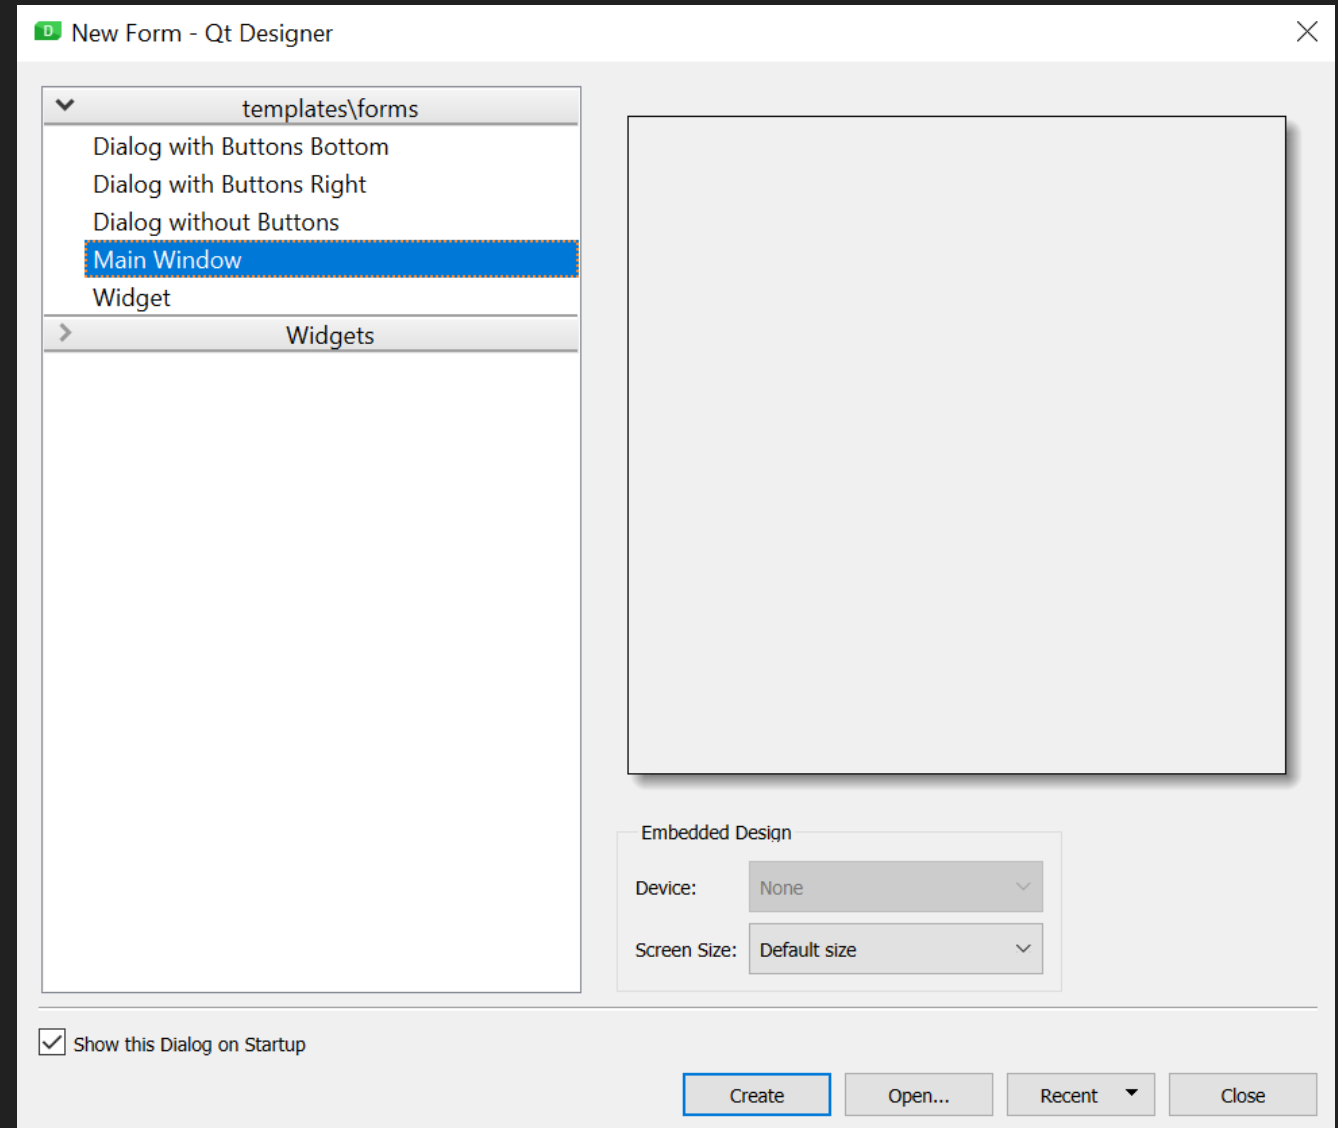 New Form - Qt Designer
templates\forms
Dialog with Buttons Bottom
Dialog with Buttons Right
Dialog without Buttons
Main Window
Widget
Widgets
Embedded Design
Device: None
Screen Size: Default size
Show this Dialog on Startup
Create Open... Recent Close